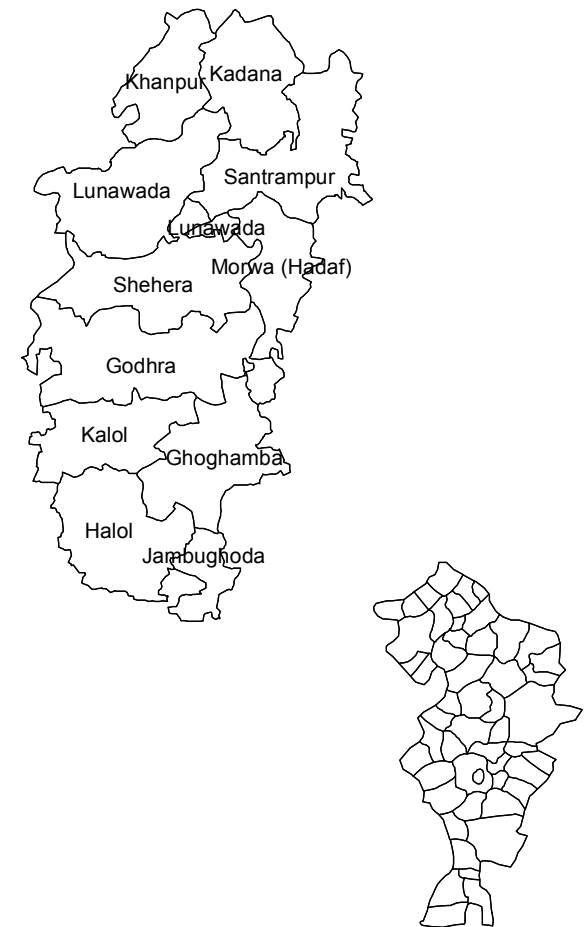 Khanpur
Kadana
Lunawada
Santrampur
Lunawada
Morwa (Hadaf)
Shehera
Godhra
Kalol
Ghoghamba
Halol
Jambughoda